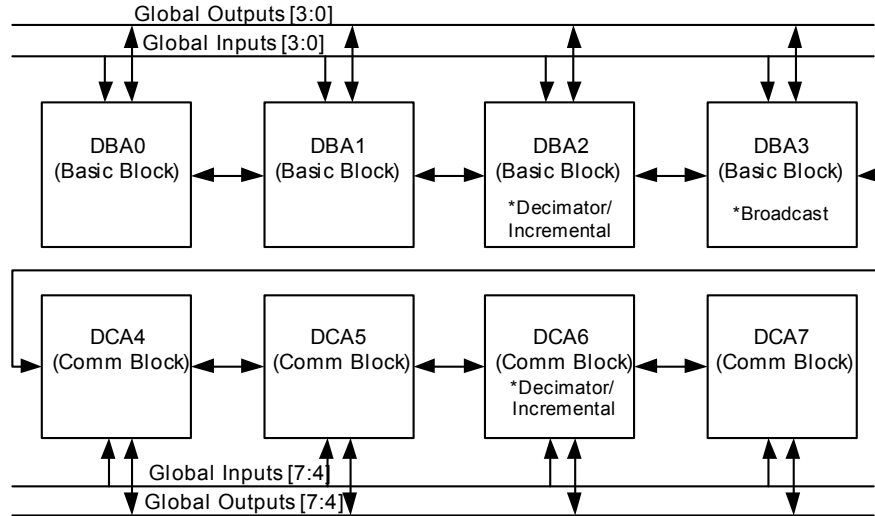 Global Outputs [3:0]
Global Inputs [3:0]
DBA0
(Basic Block)
DBA1
(Basic Block)
DBA2
(Basic Block)
*Decimator/
Incremental
DBA3
(Basic Block)
*Broadcast
DCA4
(Comm Block)
DCA5
(Comm Block)
DCA6
(Comm Block)
*Decimator/
Incremental
DCA7
(Comm Block)
Global Inputs [7:4]
Global Outputs [7:4]